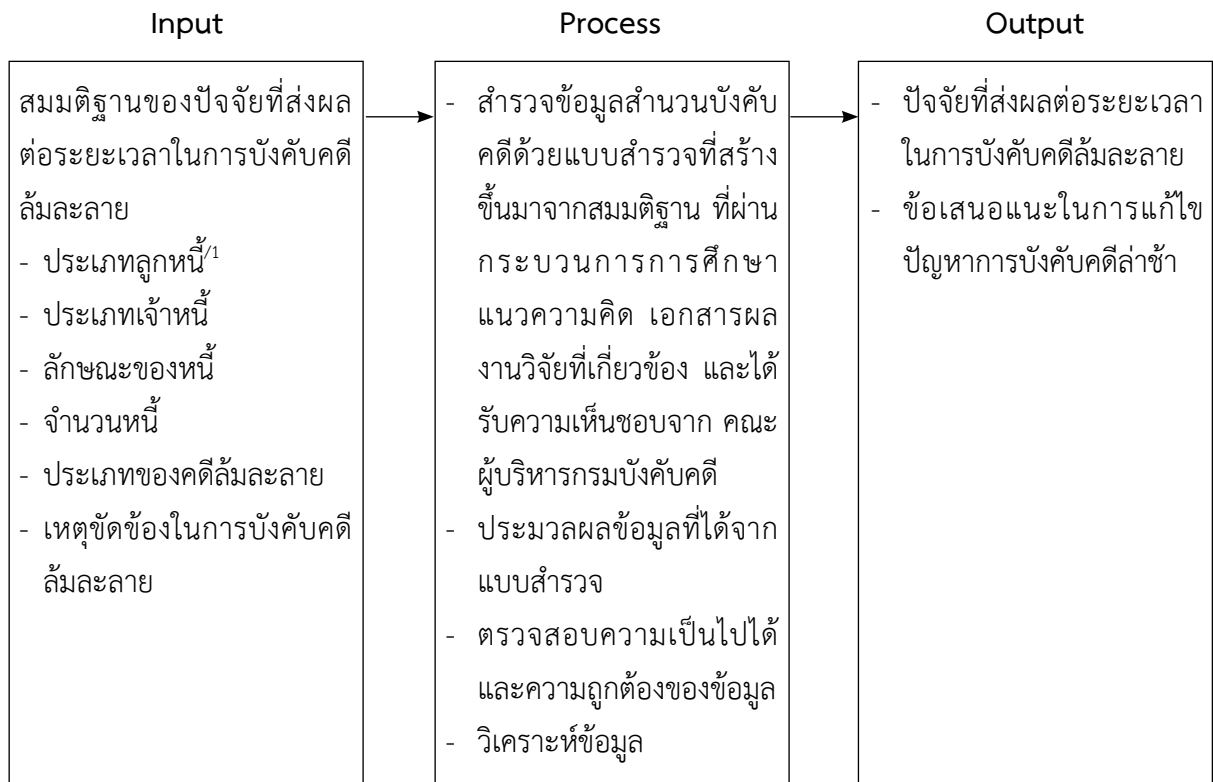 Input
Process
Output
สมมติฐานของปัจจัยที่ส่งผล
ต่อระยะเวลาในการบังคับคดี
ล้มละลาย
- ประเภทลูกหนี้/1
- ประเภทเจ้าหนี้
- ลักษณะของหนี้
- จำนวนหนี้
- ประเภทของคดีล้มละลาย
- เหตุขัดข้องในการบังคับคดี
ล้มละลาย
- สำรวจข้อมูลสำนวนบังคับ
คดีด้วยแบบสำรวจที่สร้าง
ขึ้นมาจากสมมติฐาน ที่ผ่าน
กระบวนการการศึกษา
แนวความคิด เอกสารผล
งานวิจัยที่เกี่ยวข้อง และได้
รับความเห็นชอบจาก คณะ
ผู้บริหารกรมบังคับคดี
- ประมวลผลข้อมูลที่ได้จาก
แบบสำรวจ
- ตรวจสอบความเป็นไปได้
และความถูกต้องของข้อมูล
- วิเคราะห์ข้อมูล
- ปัจจัยที่ส่งผลต่อระยะเวลา
ในการบังคับคดีล้มละลาย
- ข้อเสนอแนะในการแก้ไข
ปัญหาการบังคับคดีล่าช้า